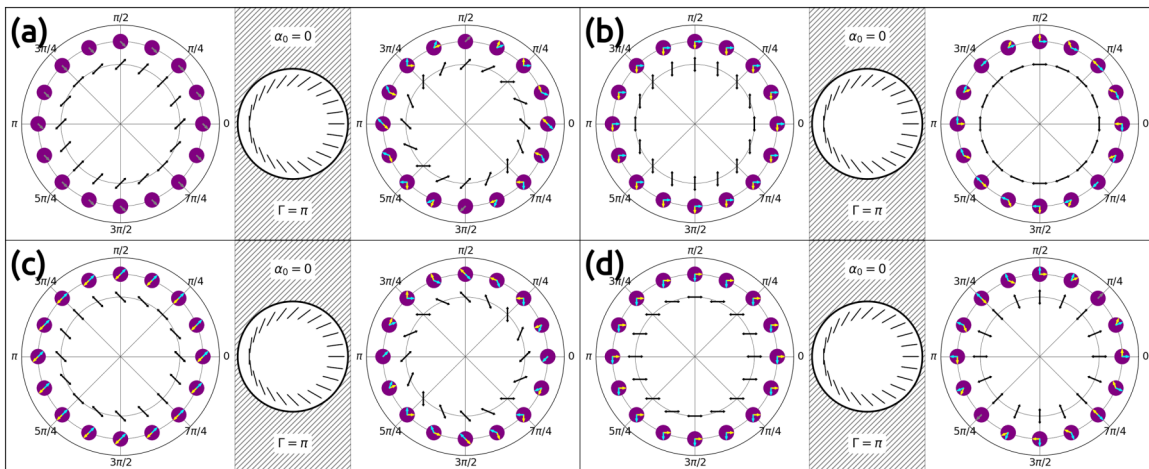 (a)
π/2
3π/4
π/4
π
0
5π/4
7π/4
3π/2
α₀ = 0
Γ = π
π/2
3π/4
π/4
π
0
5π/4
7π/4
3π/2
(b)
π/2
3π/4
π/4
π
0
5π/4
7π/4
3π/2
α₀ = 0
Γ = π
π/2
3π/4
π/4
π
0
5π/4
7π/4
3π/2
(c)
π/2
3π/4
π/4
π
0
5π/4
7π/4
3π/2
α₀ = 0
Γ = π
π/2
3π/4
π/4
π
0
5π/4
7π/4
3π/2
(d)
π/2
3π/4
π/4
π
0
5π/4
7π/4
3π/2
α₀ = 0
Γ = π
π/2
3π/4
π/4
π
0
5π/4
7π/4
3π/2